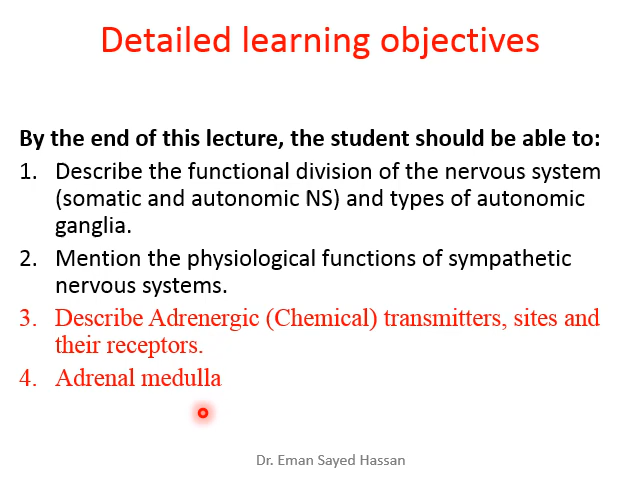 Detailed learning objectives
By the end of this lecture, the student should be able to:
1. Describe the functional division of the nervous system
(somatic and autonomic NS) and types of autonomic
ganglia.
2. Mention the physiological functions of sympathetic
nervous systems.
3. Describe Adrenergic (Chemical) transmitters, sites and
their receptors.
4. Adrenal medulla
Dr. Eman Sayed Hassan